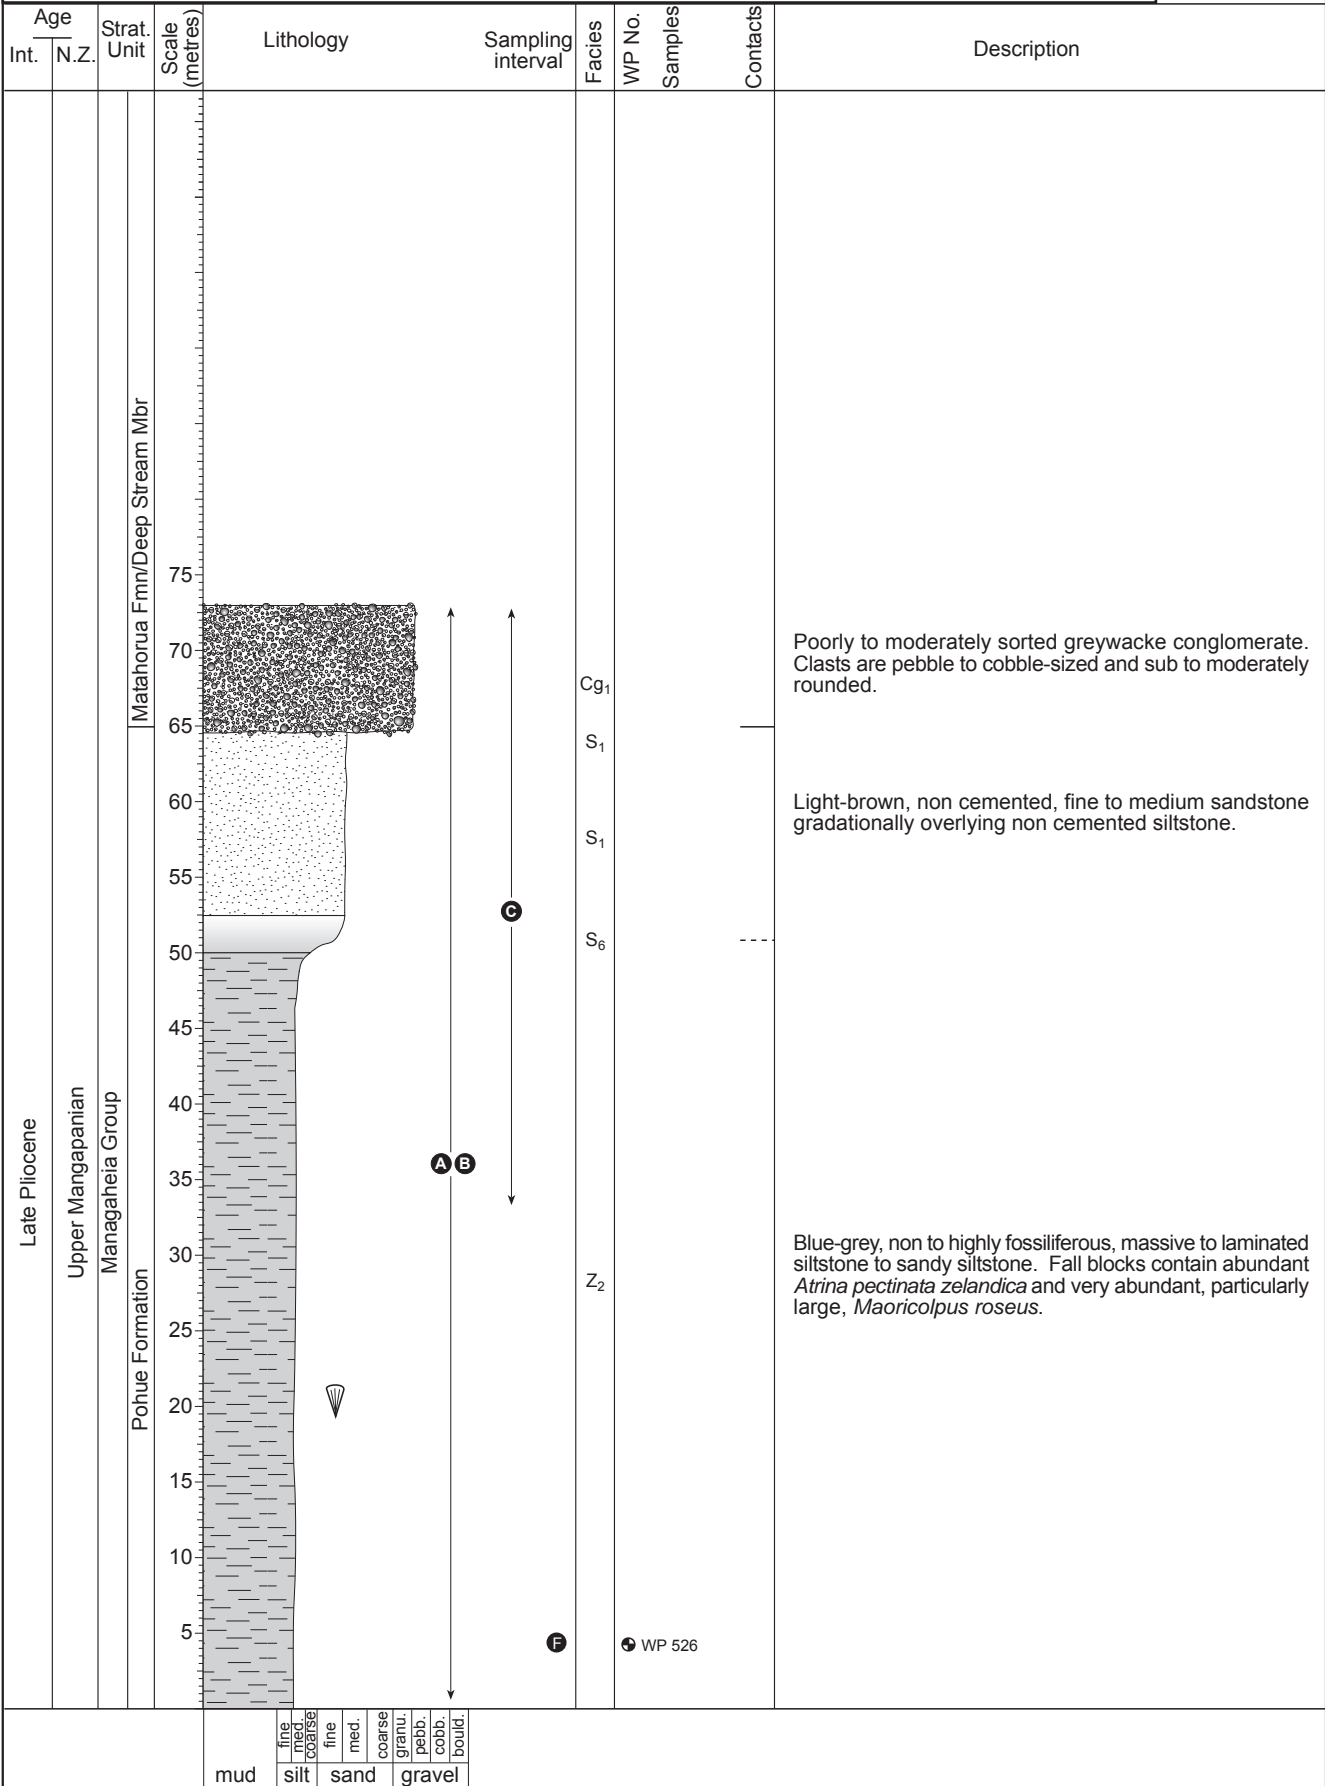 Age
Int.
N.Z.
Strat.
Unit
Scale
(metres)
Lithology
Sampling
interval
Facies
WP No.
Samples
Contacts
Description
Late Pliocene
Upper Mangapanian
Managaheia Group
Matahorua Fmn/Deep Stream Mbr
Pohue Formation
75
70
65
60
55
50
45
40
35
30
25
20
15
10
5
A B
C
F
Cg1
S1
S1
S6
Z2
WP 526
Poorly to moderately sorted greywacke conglomerate.
Clasts are pebble to cobble-sized and sub to moderately
rounded.
Light-brown, non cemented, fine to medium sandstone
gradationally overlying non cemented siltstone.
Blue-grey, non to highly fossiliferous, massive to laminated
siltstone to sandy siltstone. Fall blocks contain abundant
Atrina pectinata zelandica and very abundant, particularly
large, Maoricolpus roseus.
fine
med.
coarse
fine
med.
coarse
granu.
pebb.
cobb.
bould.
mud silt sand gravel